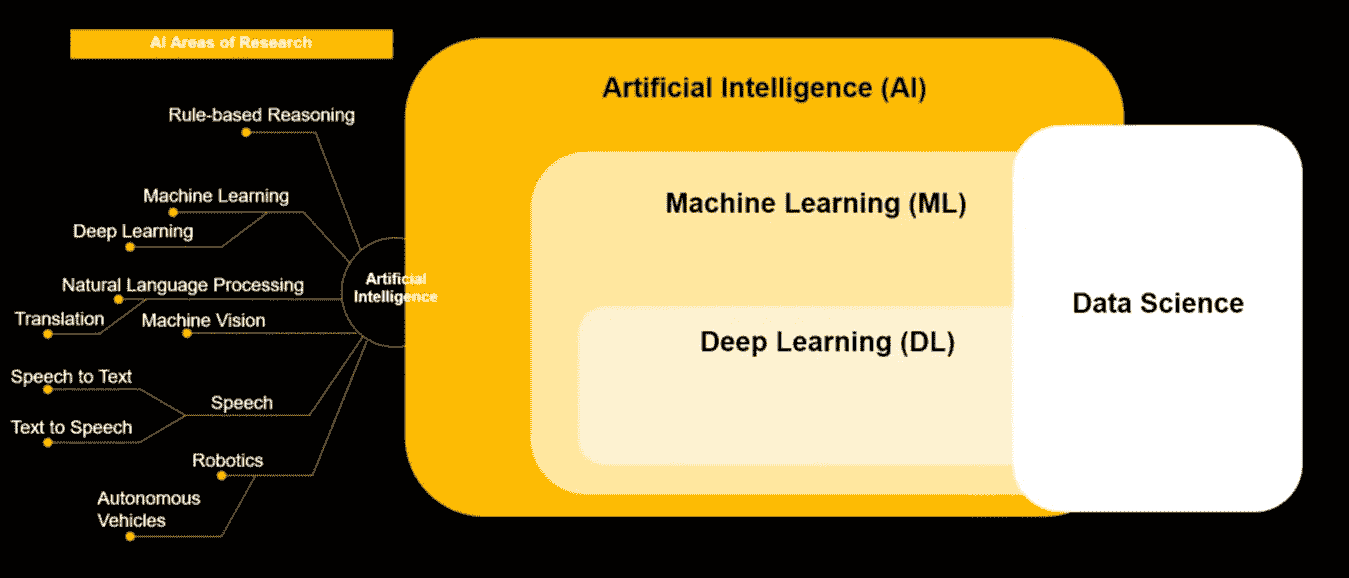 AI Areas of Research
Rule-based Reasoning
Machine Learning
Deep Learning
Natural Language Processing
Translation
Machine Vision
Speech to Text
Speech
Text to Speech
Robotics
Autonomous
Vehicles
Artificial
Intelligence
Artificial Intelligence (AI)
Machine Learning (ML)
Deep Learning (DL)
Data Science